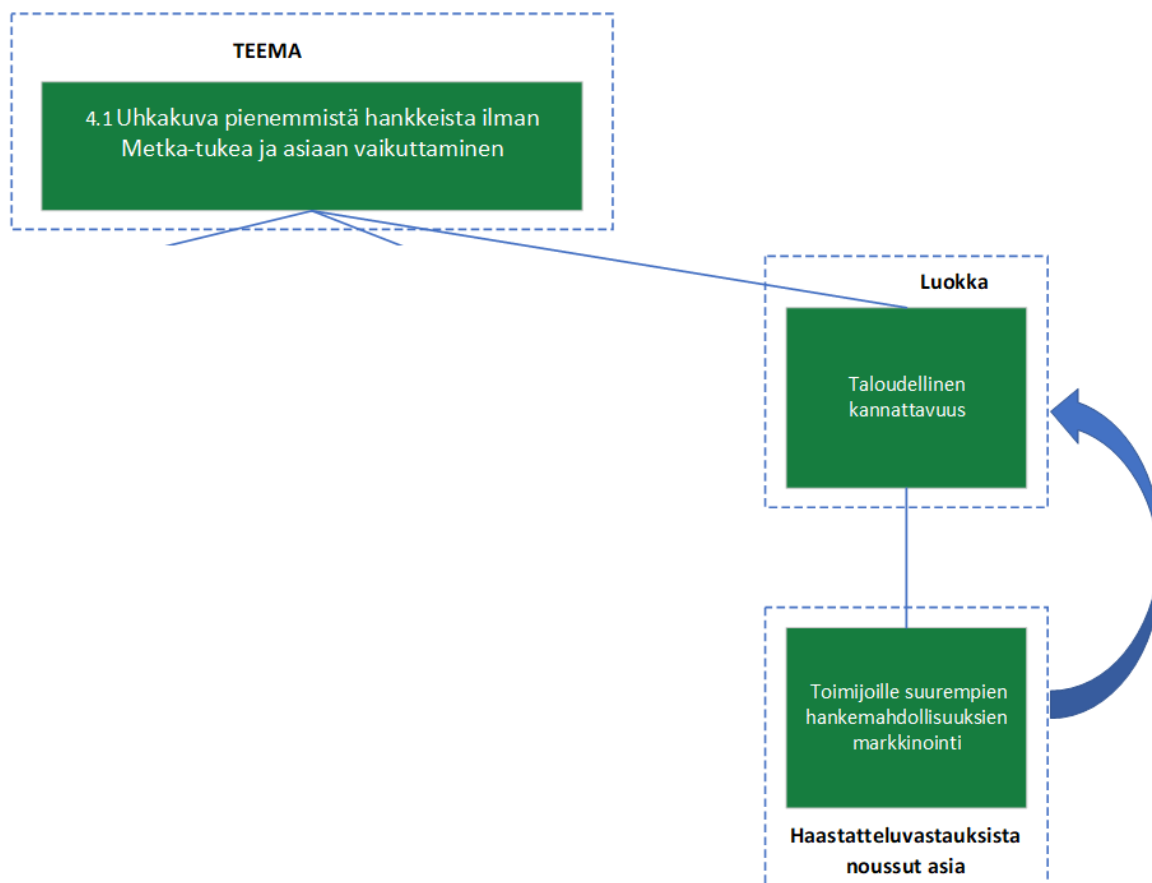 TEEMA
4.1 Uhkakuva pienemmistä hankkeista ilman
Metka-tukea ja asiaan vaikuttaminen
Luokka
Taloudellinen
kannattavuus
Toimijoille suurempien
hankemahdollisuuksien
markkinointi
Haastatteluvastauksista
noussut asia